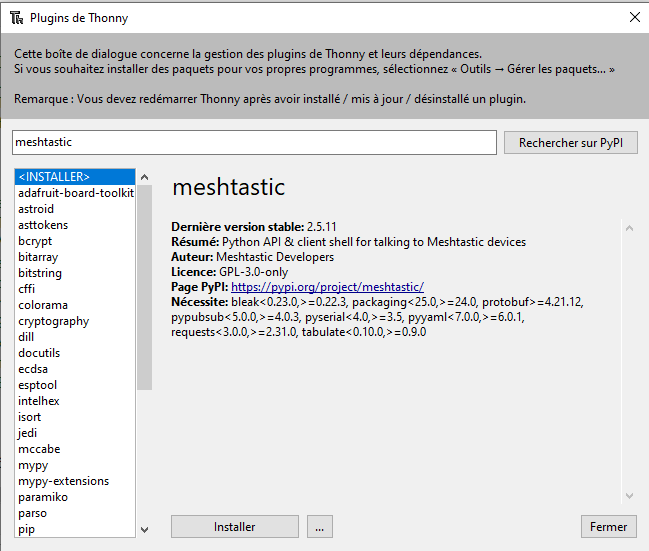 Plugins de Thonny
Cette boîte de dialogue concerne la gestion des plugins de Thonny et leurs dépendances.
Si vous souhaitez installer des paquets pour vos propres programmes, sélectionnez « Outils → Gérer les paquets... »
Remarque : Vous devez redémarrer Thonny après avoir installé / mis à jour / désinstallé un plugin.
meshtastic
Rechercher sur PyPI
<INSTALLER>
adafruit-board-toolkit
astroid
asttokens
bcrypt
bitarray
bitstring
cffi
colorama
cryptography
dill
docutils
ecdsa
esptool
intelhex
isort
jedi
mccabe
mypy
mypy-extensions
paramiko
parso
pip
meshtastic
Dernière version stable: 2.5.11
Résumé: Python API & client shell for talking to Meshtastic devices
Auteur: Meshtastic Developers
Licence: GPL-3.0-only
Page PyPI: https://pypi.org/project/meshtastic/
Nécessite: bleak<0.23.0,>=0.22.3, packaging<25.0,>=24.0, protobuf>=4.21.12,
pypubsub<5.0.0,>=4.0.3, pyserial<4.0,>=3.5, pyyaml<7.0.0,>=6.0.1,
requests<3.0.0,>=2.31.0, tabulate<0.10.0,>=0.9.0
Installer
...
Fermer